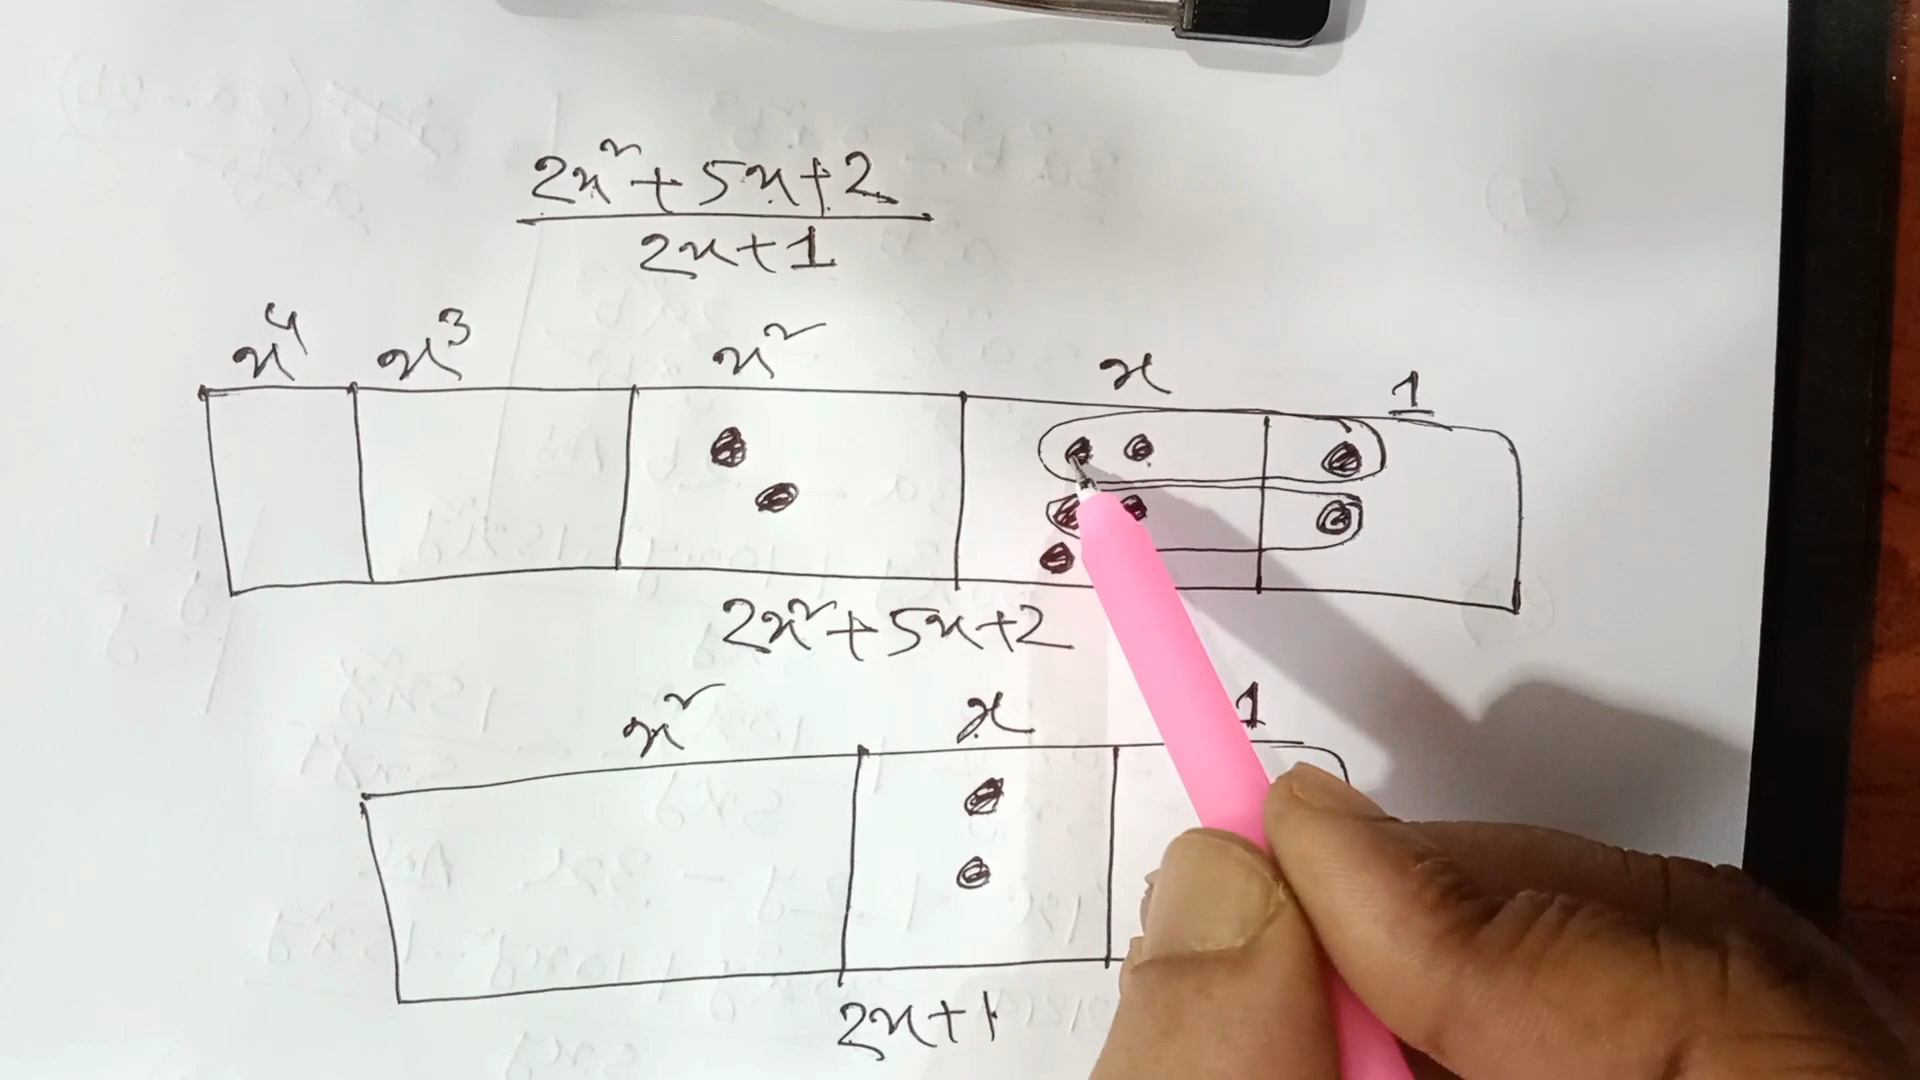 2x² + 5x + 2
2x + 1
x⁴ x³ x² x 1
2x² + 5x + 2
x² x 1
2x + 1